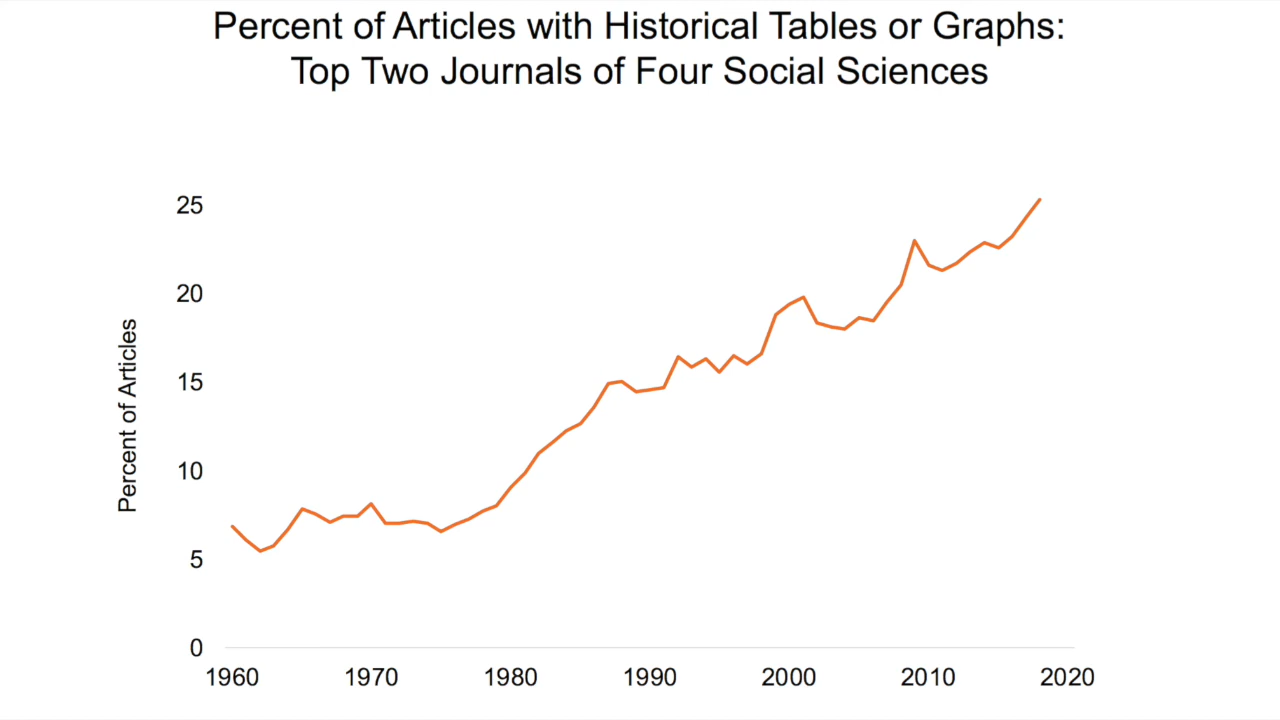 Percent of Articles with Historical Tables or Graphs:
Top Two Journals of Four Social Sciences
Percent of Articles
25
20
15
10
5
0
1960 1970 1980 1990 2000 2010 2020